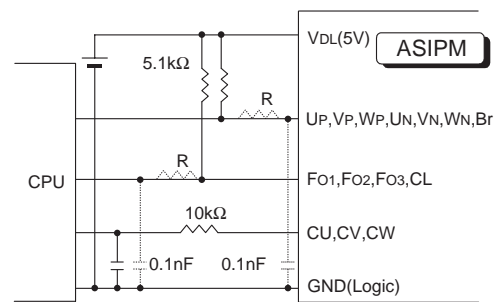 VDL(5V)
ASIPM
5.1kΩ
R
UP,VP,WP,UN,VN,WN,Br
R
CPU
FO1,FO2,FO3,CL
10kΩ
CU,CV,CW
0.1nF
0.1nF
GND(Logic)